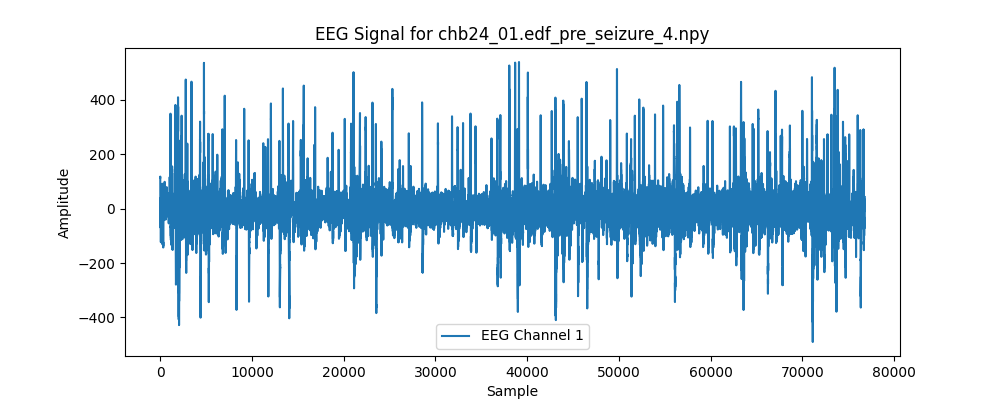 EEG Signal for chb24_01.edf_pre_seizure_4.npy
Amplitude
400
200
0
−200
−400
EEG Channel 1
0 10000 20000 30000 40000 50000 60000 70000 80000
Sample